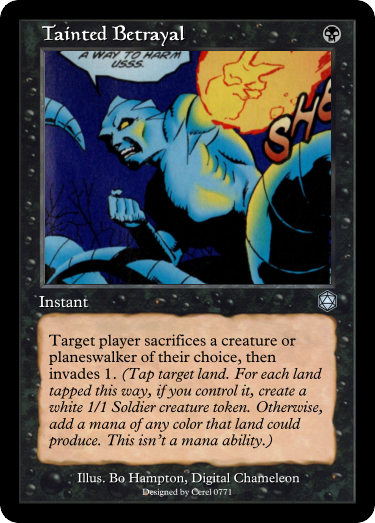 Tainted Betrayal
A WAY TO HARM
USSS.
SHE
Instant
Target player sacrifices a creature or
planeswalker of their choice, then
invades 1. (Tap target land. For each land
tapped this way, if you control it, create a
white 1/1 Soldier creature token. Otherwise,
add a mana of any color that land could
produce. This isn't a mana ability.)
Illus. Bo Hampton, Digital Chameleon
Designed by Cerel 0771